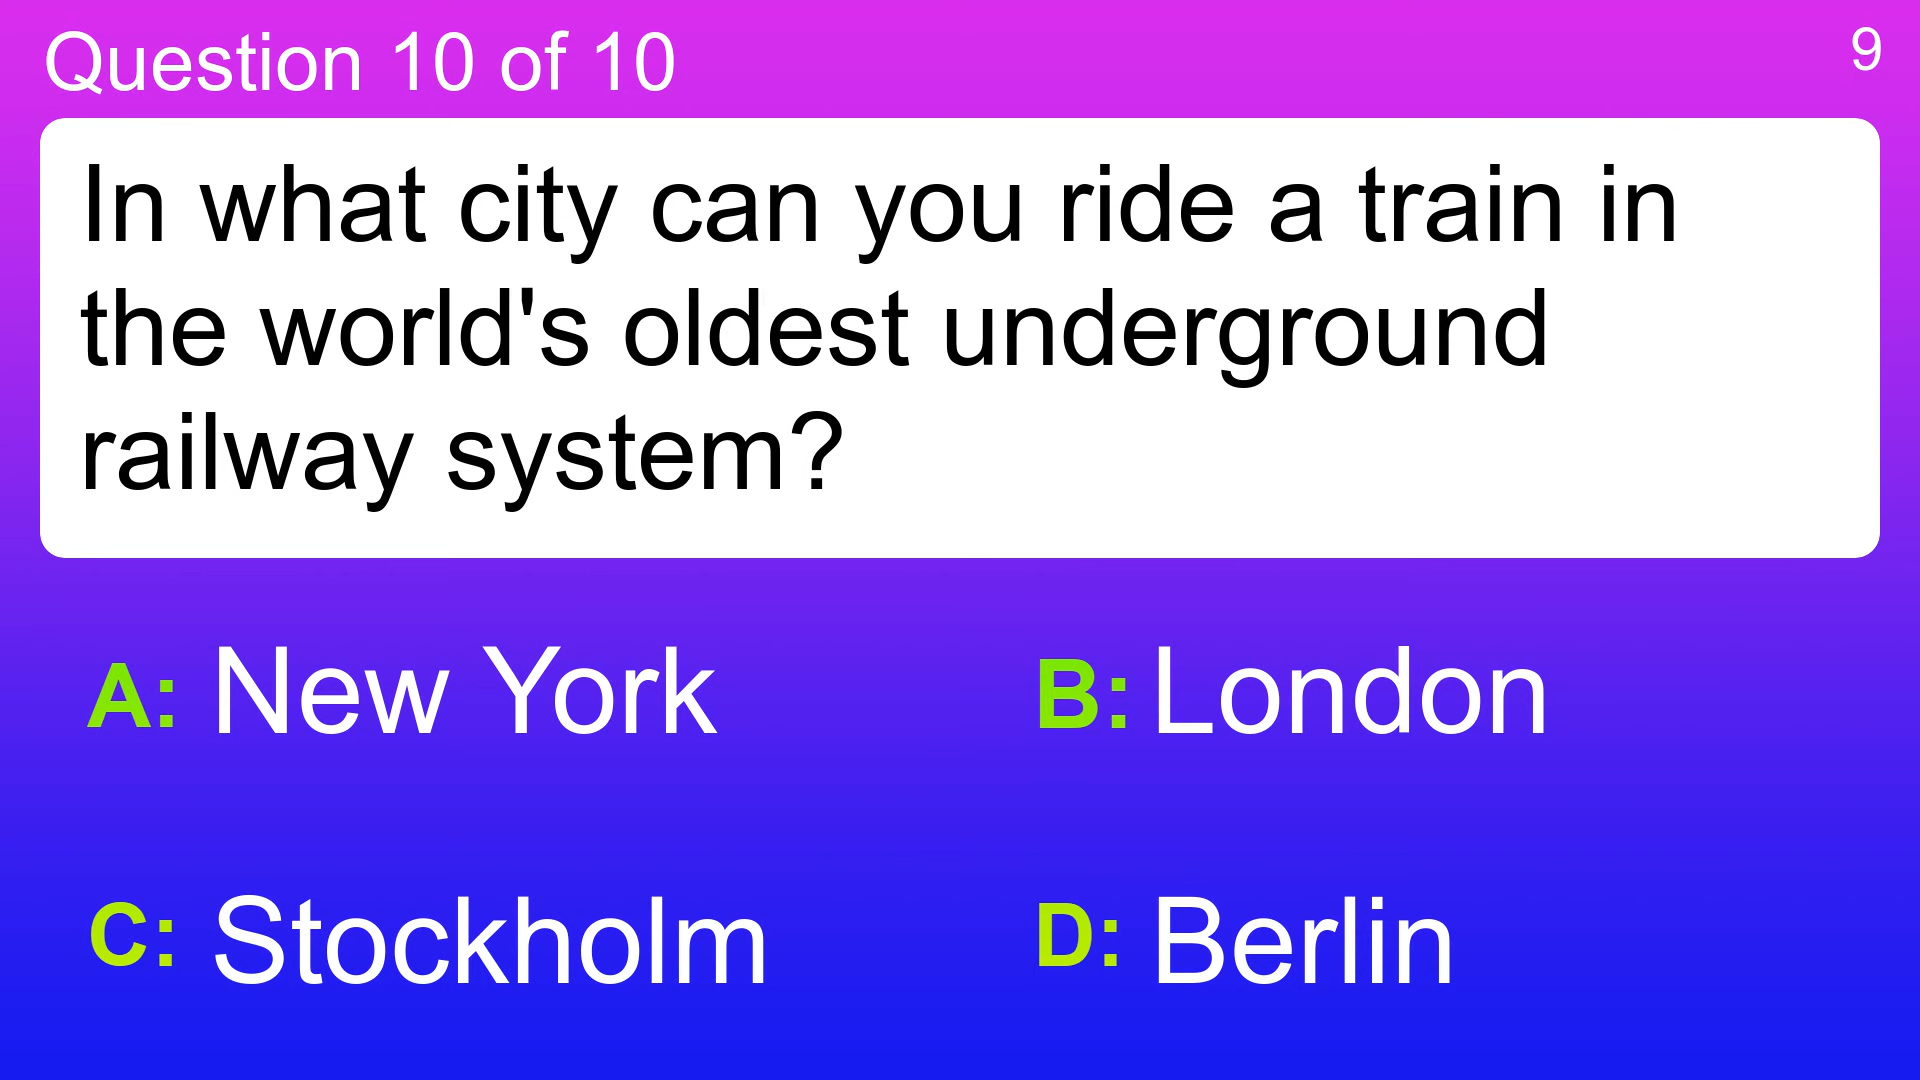 Question 10 of 10
9
In what city can you ride a train in
the world's oldest underground
railway system?
A: New York
B: London
C: Stockholm
D: Berlin